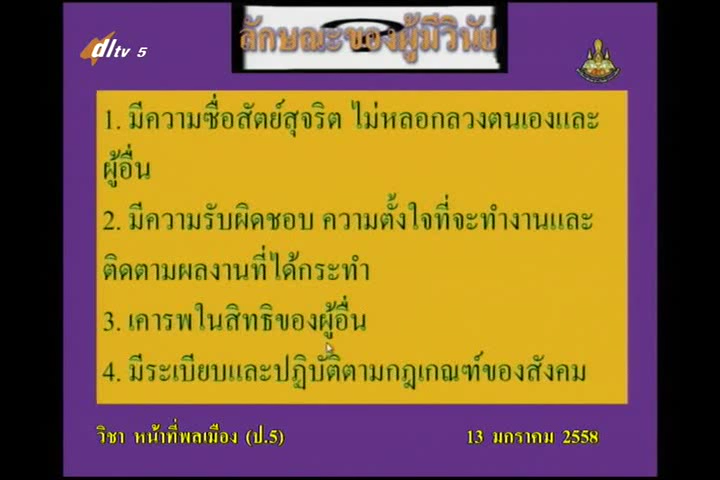 ลักษณะของผู้มีวินัย
dltv 5
1. มีความซื่อสัตย์สุจริต ไม่หลอกลวงตนเองและ
ผู้อื่น
2. มีความรับผิดชอบ ความตั้งใจที่จะทำงานและ
ติดตามผลงานที่ได้กระทำ
3. เคารพในสิทธิของผู้อื่น
4. มีระเบียบและปฏิบัติตามกฎเกณฑ์ของสังคม
วิชา หน้าที่พลเมือง (ป.5)
13 มกราคม 2558